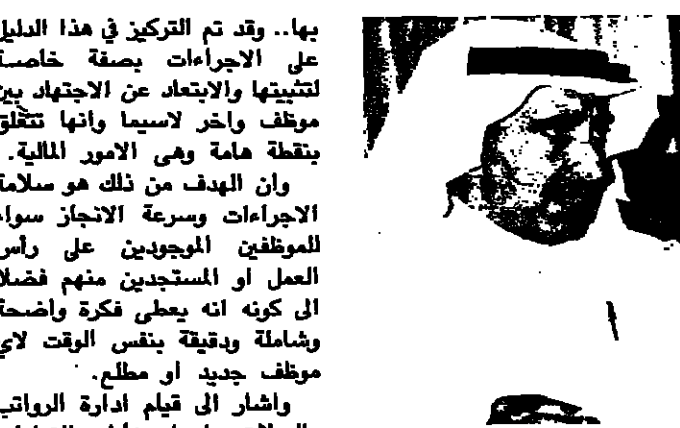 بها.. وقد تم التركيز في هذا الدليل
على الاجراءات بصفة خاصة
لتثبيتها والابتعاد عن الاجتهاد بين
موظف واخر لاسيما وانها تتعلق
بنقطة هامة وهى الامور المالية.
وان الهدف من ذلك هو سلامة
الاجراءات وسرعة الانجاز سواء
للموظفين الموجودين على رأس
العمل او المستجدين منهم فضلا
الى كونه انه يعطى فكرة واضحة
وشاملة ودقيقة بنفس الوقت لاي
موظف جديد او مطلع.
واشار الى قيام ادارة الرواتب